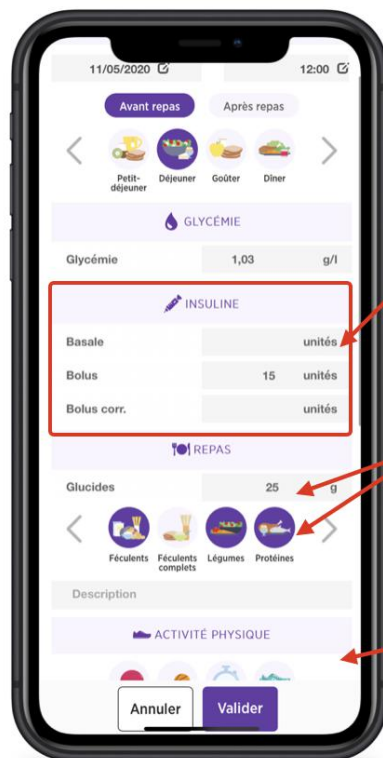 11/05/2020 12:00
Avant repas Après repas
Petit-déjeuner Déjeuner Goûter Dîner
GLYCÉMIE
Glycémie 1,03 g/l
INSULINE
Basale unités
Bolus 15 unités
Bolus corr. unités
REPAS
Glucides 25 g
Féculents Féculents complets Légumes Protéines
Description
ACTIVITÉ PHYSIQUE
Annuler Valider